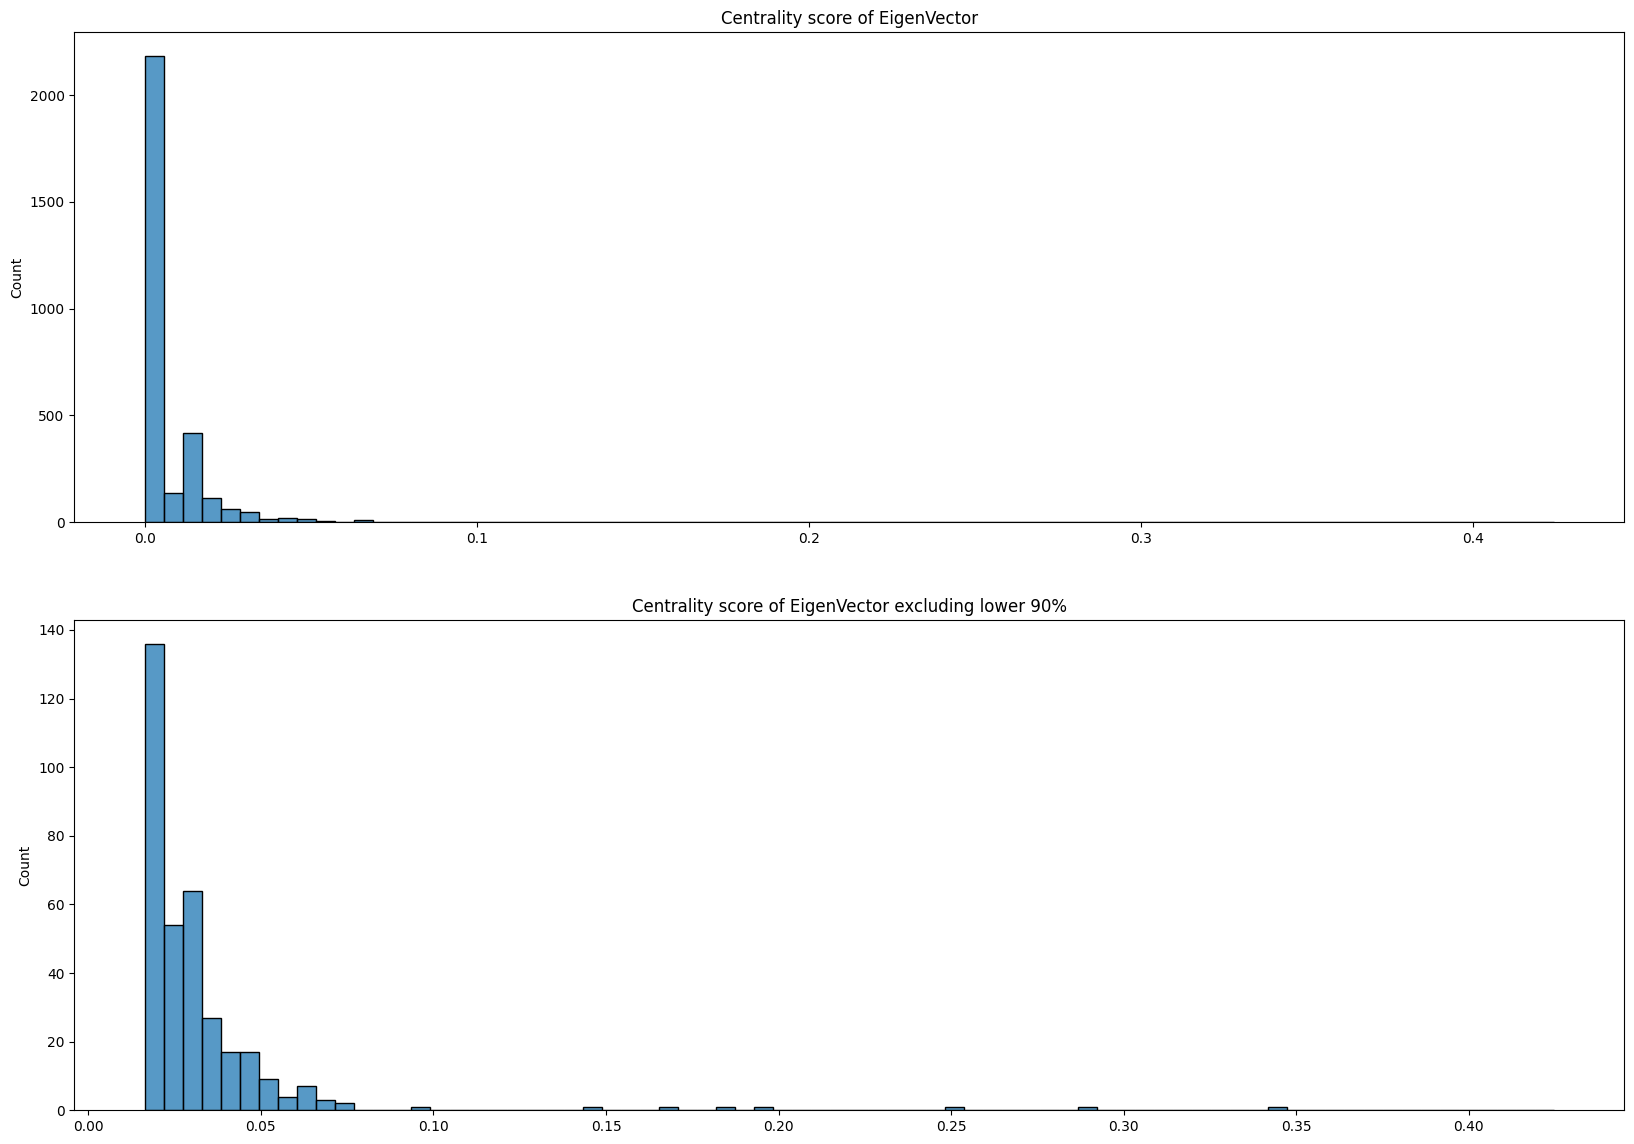 Centrality score of EigenVector
Count
2000
1500
1000
500
0
0.0 0.1 0.2 0.3 0.4
Centrality score of EigenVector excluding lower 90%
Count
140
120
100
80
60
40
20
0
0.00 0.05 0.10 0.15 0.20 0.25 0.30 0.35 0.40